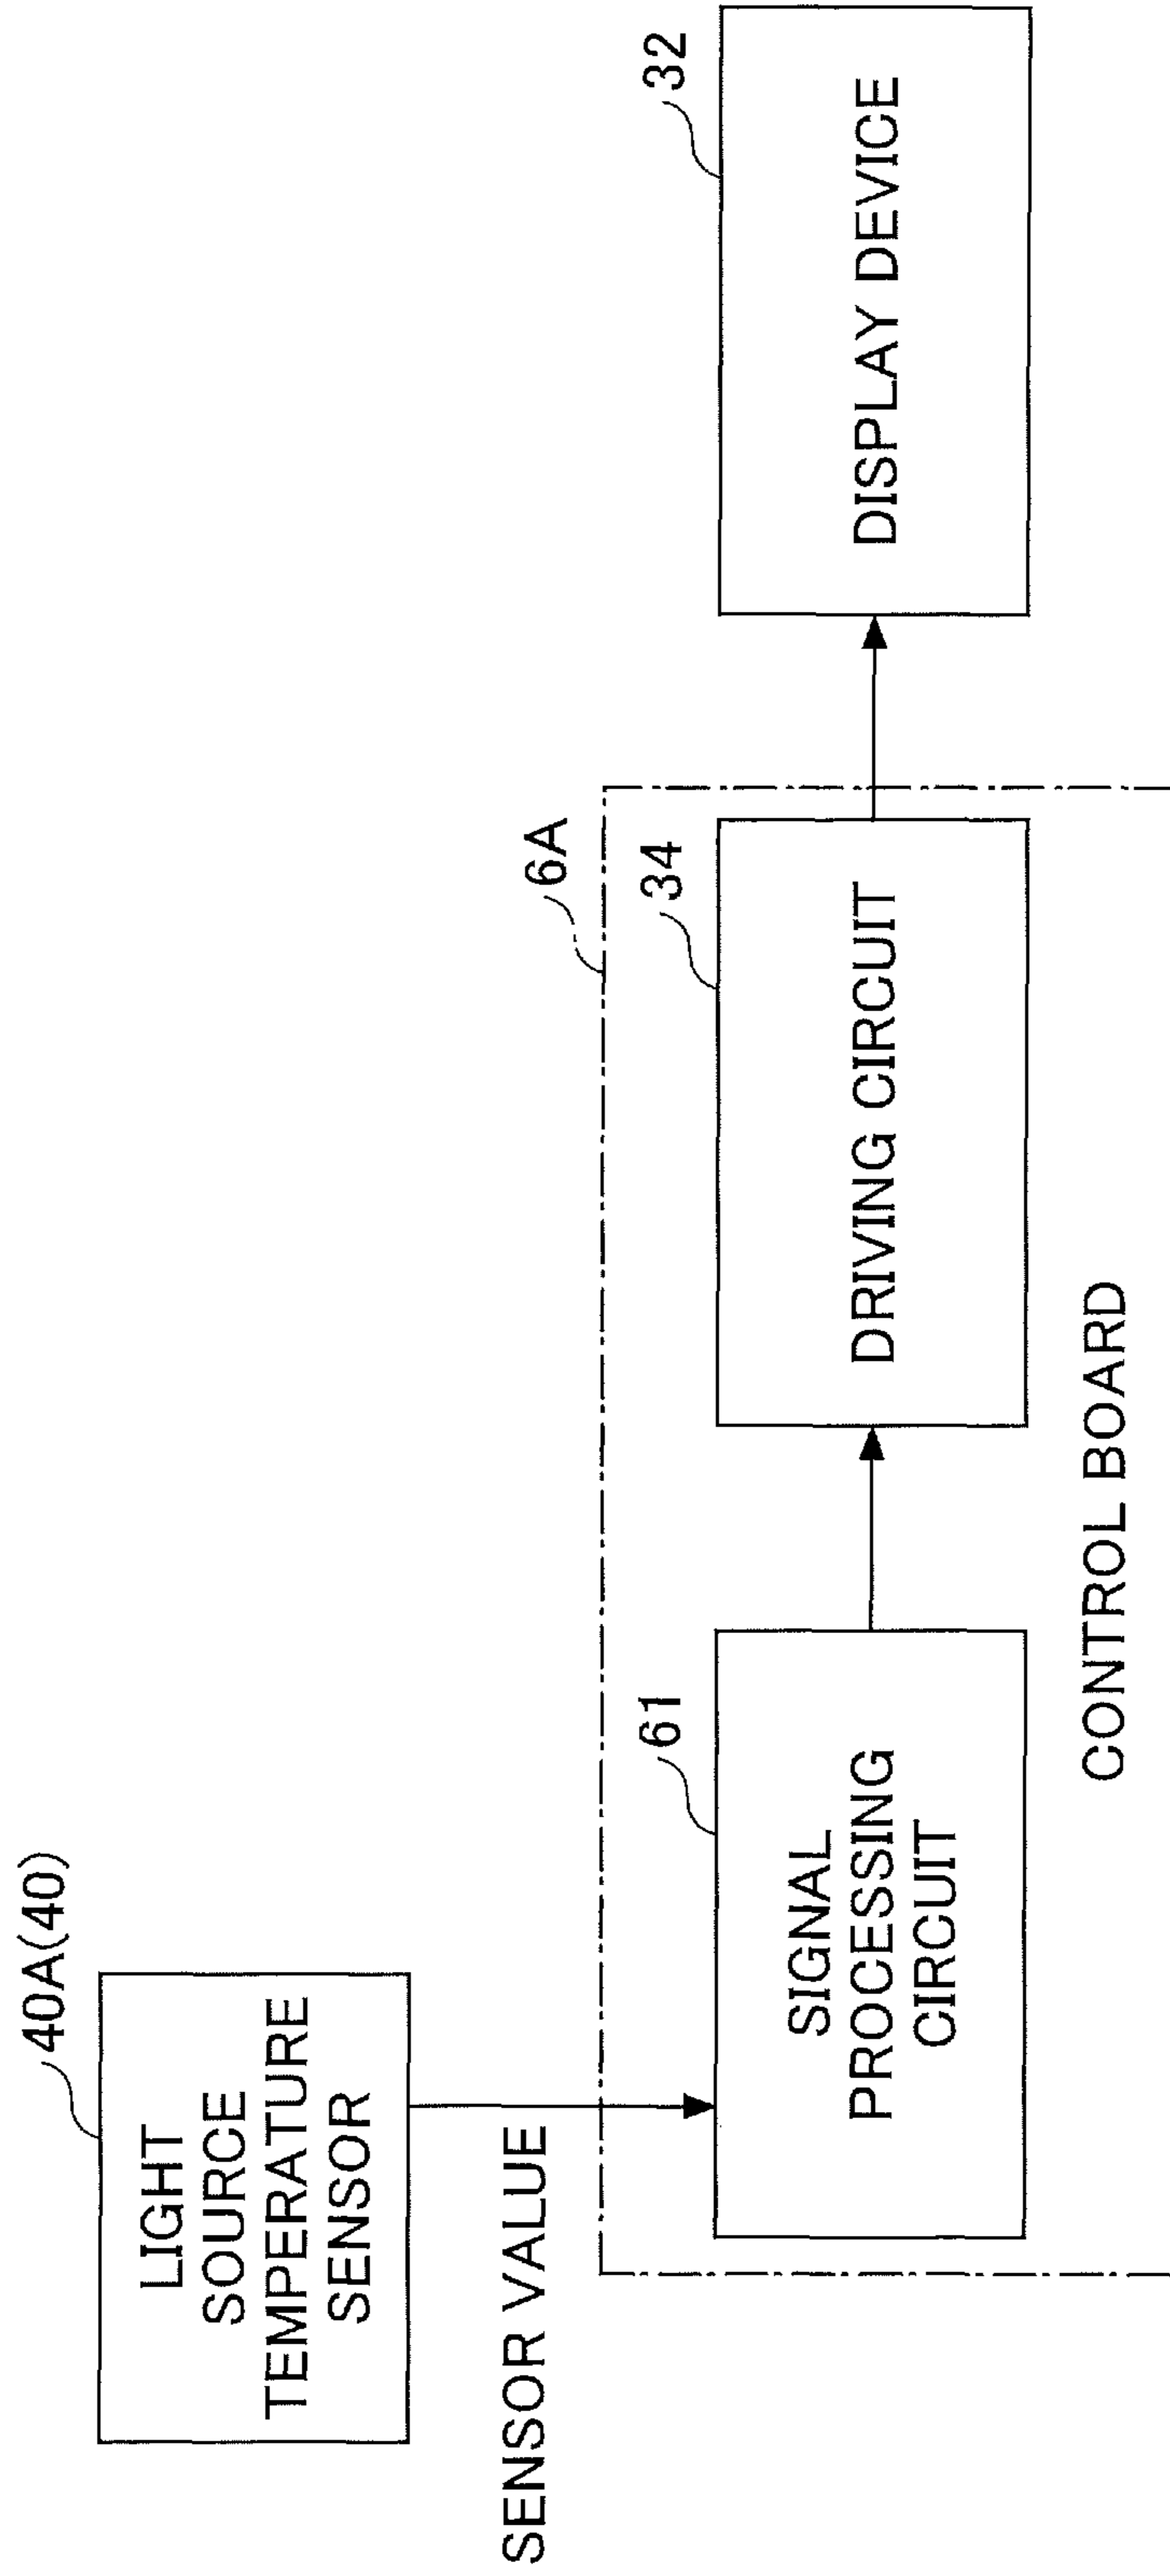 40A(40)
LIGHT
SOURCE
TEMPERATURE
SENSOR
SENSOR VALUE
6A
61
SIGNAL
PROCESSING
CIRCUIT
34
DRIVING CIRCUIT
32
DISPLAY DEVICE
CONTROL BOARD